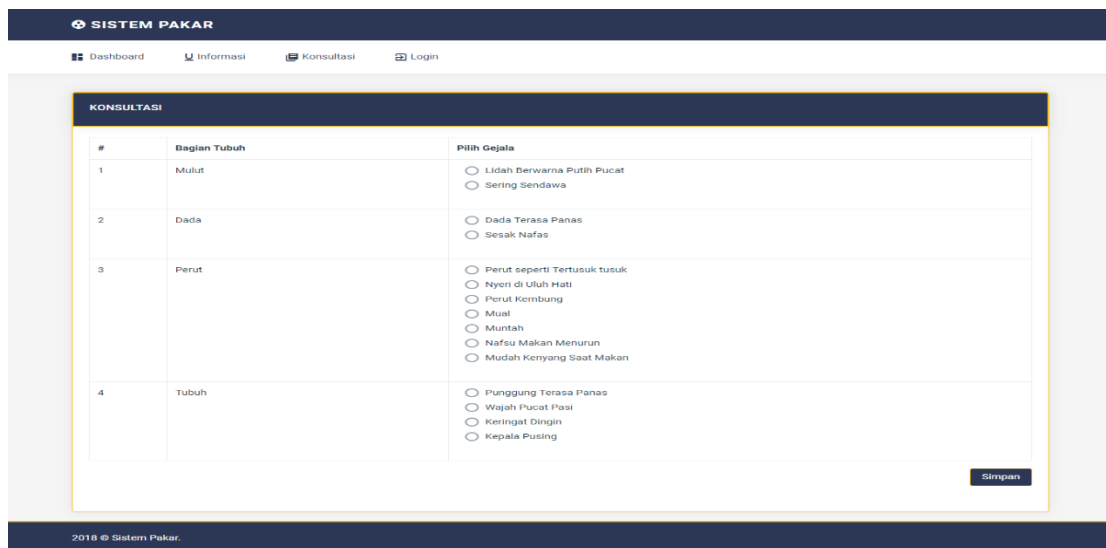 SISTEM PAKAR
Dashboard Informasi Konsultasi Login
KONSULTASI
# Bagian Tubuh Pilih Gejala
1 Mulut Lidah Berwarna Putih Pucat
Sering Sendawa
2 Dada Dada Terasa Panas
Sesak Nafas
3 Perut Perut seperti Tertusuk tusuk
Nyeri di Uluh Hati
Perut Kembung
Mual
Muntah
Nafsu Makan Menurun
Mudah Kenyang Saat Makan
4 Tubuh Punggung Terasa Panas
Wajah Pucat Pasi
Keringat Dingin
Kepala Pusing
Simpan
2018 © Sistem Pakar.